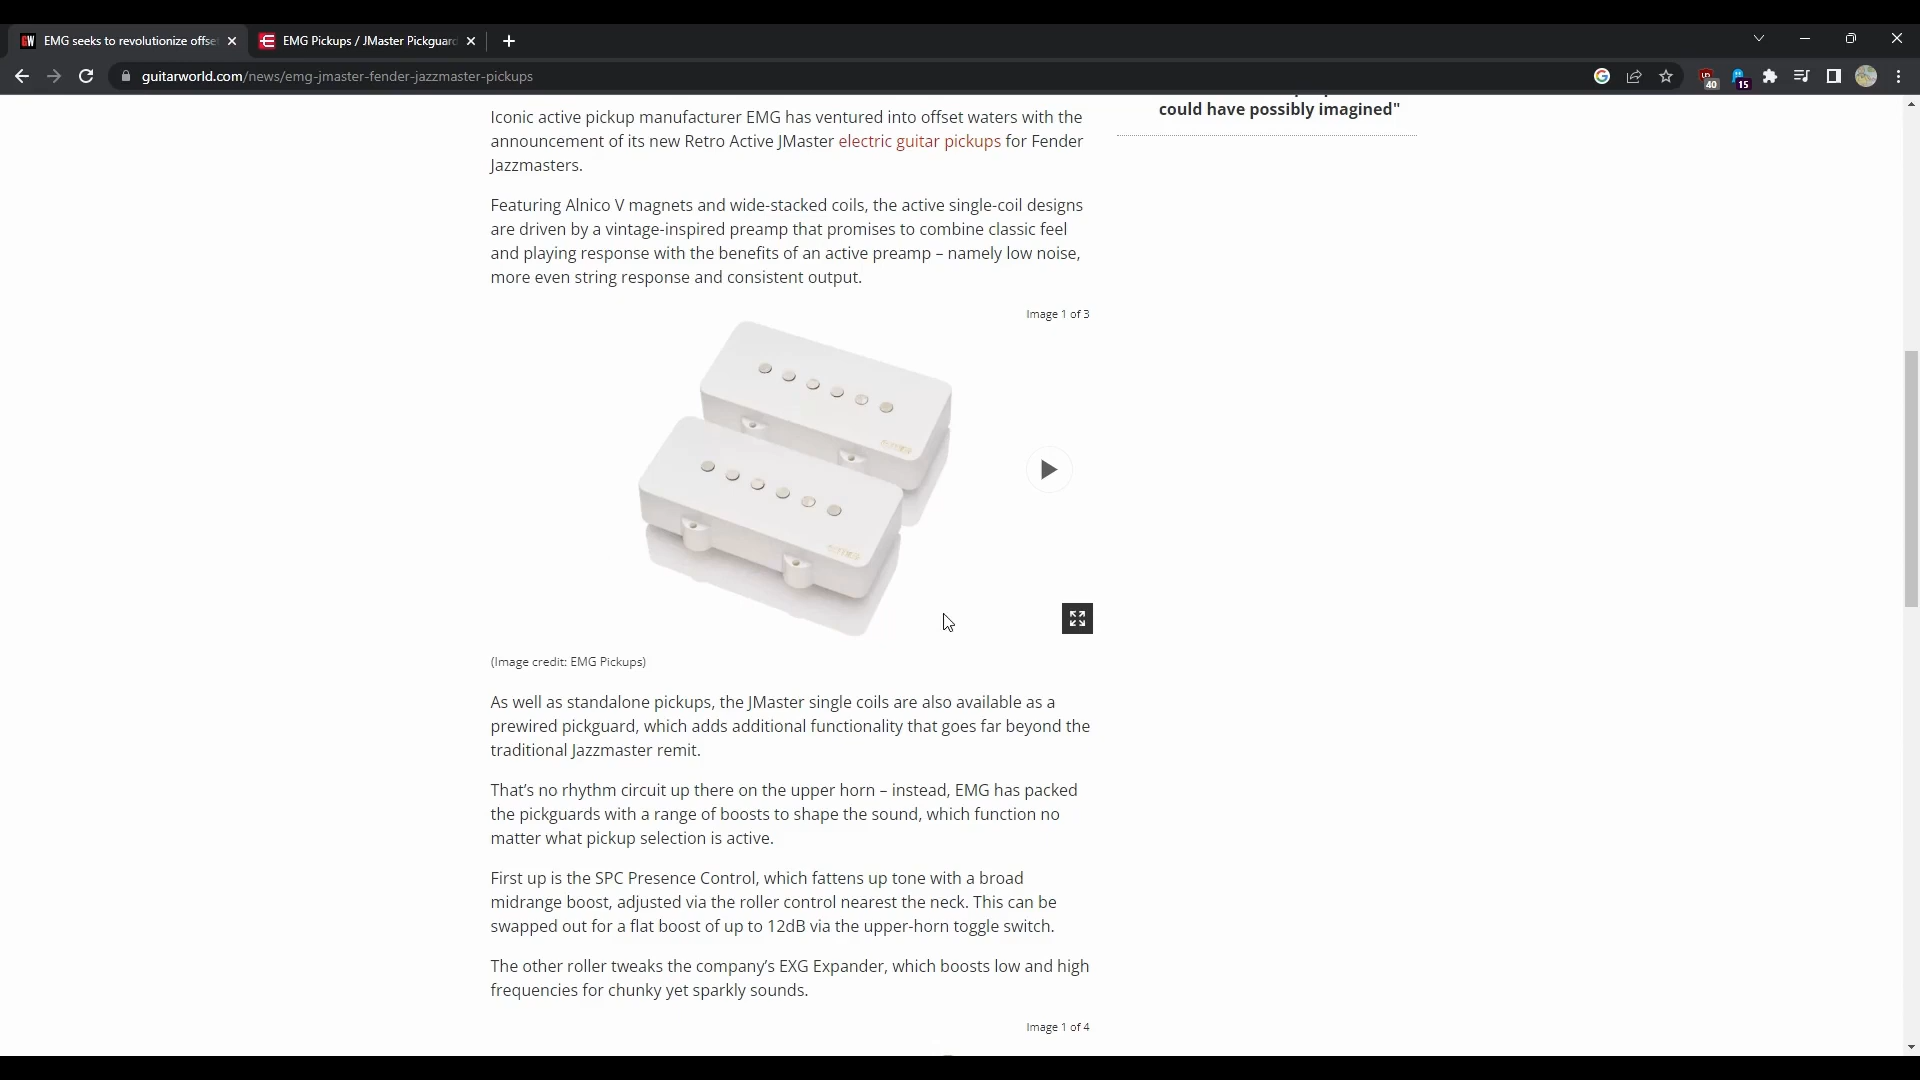 EMG seeks to revolutionize offse
EMG Pickups / JMaster Pickguard
guitarworld.com/news/emg-jmaster-fender-jazzmaster-pickups
40
15
could have possibly imagined"
Iconic active pickup manufacturer EMG has ventured into offset waters with the
announcement of its new Retro Active JMaster electric guitar pickups for Fender
Jazzmasters.
Featuring Alnico V magnets and wide-stacked coils, the active single-coil designs
are driven by a vintage-inspired preamp that promises to combine classic feel
and playing response with the benefits of an active preamp – namely low noise,
more even string response and consistent output.
Image 1 of 3
(Image credit: EMG Pickups)
As well as standalone pickups, the JMaster single coils are also available as a
prewired pickguard, which adds additional functionality that goes far beyond the
traditional Jazzmaster remit.
That’s no rhythm circuit up there on the upper horn – instead, EMG has packed
the pickguards with a range of boosts to shape the sound, which function no
matter what pickup selection is active.
First up is the SPC Presence Control, which fattens up tone with a broad
midrange boost, adjusted via the roller control nearest the neck. This can be
swapped out for a flat boost of up to 12dB via the upper-horn toggle switch.
The other roller tweaks the company’s EXG Expander, which boosts low and high
frequencies for chunky yet sparkly sounds.
Image 1 of 4